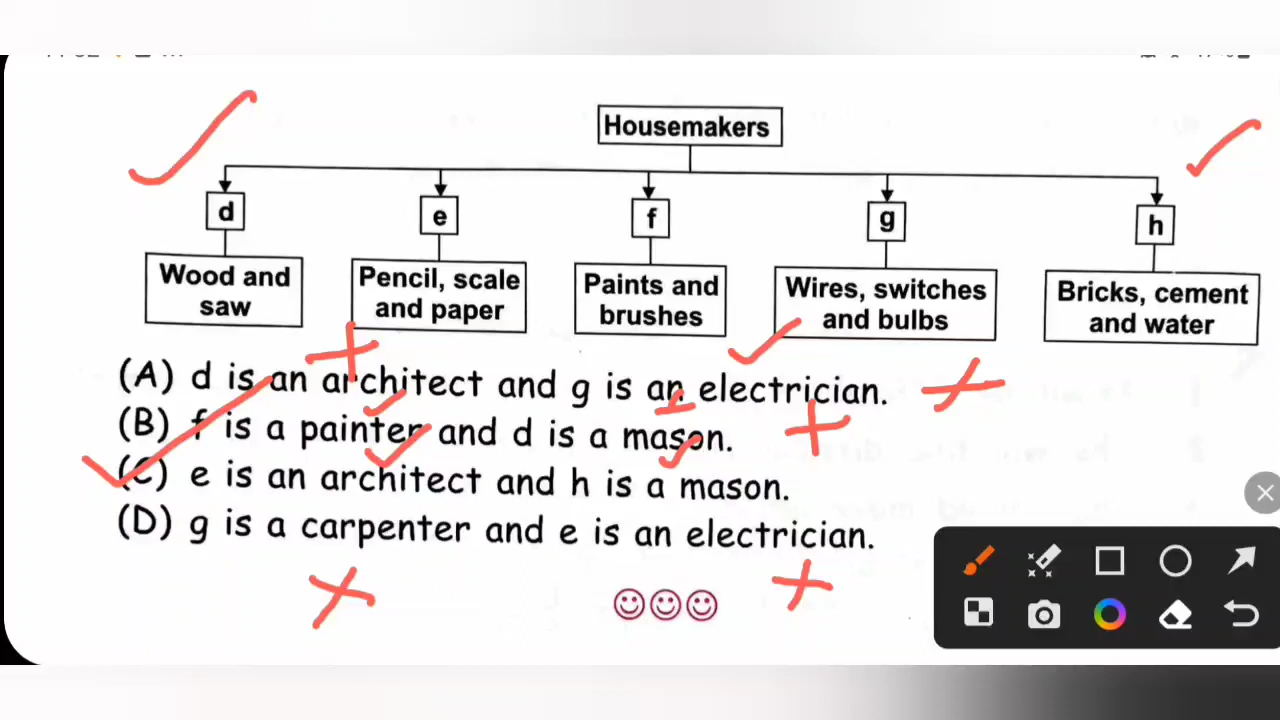 Housemakers
d
e
f
g
h
Wood and
saw
Pencil, scale
and paper
Paints and
brushes
Wires, switches
and bulbs
Bricks, cement
and water
(A) d is an architect and g is an electrician.
(B) f is a painter and d is a mason.
(C) e is an architect and h is a mason.
(D) g is a carpenter and e is an electrician.